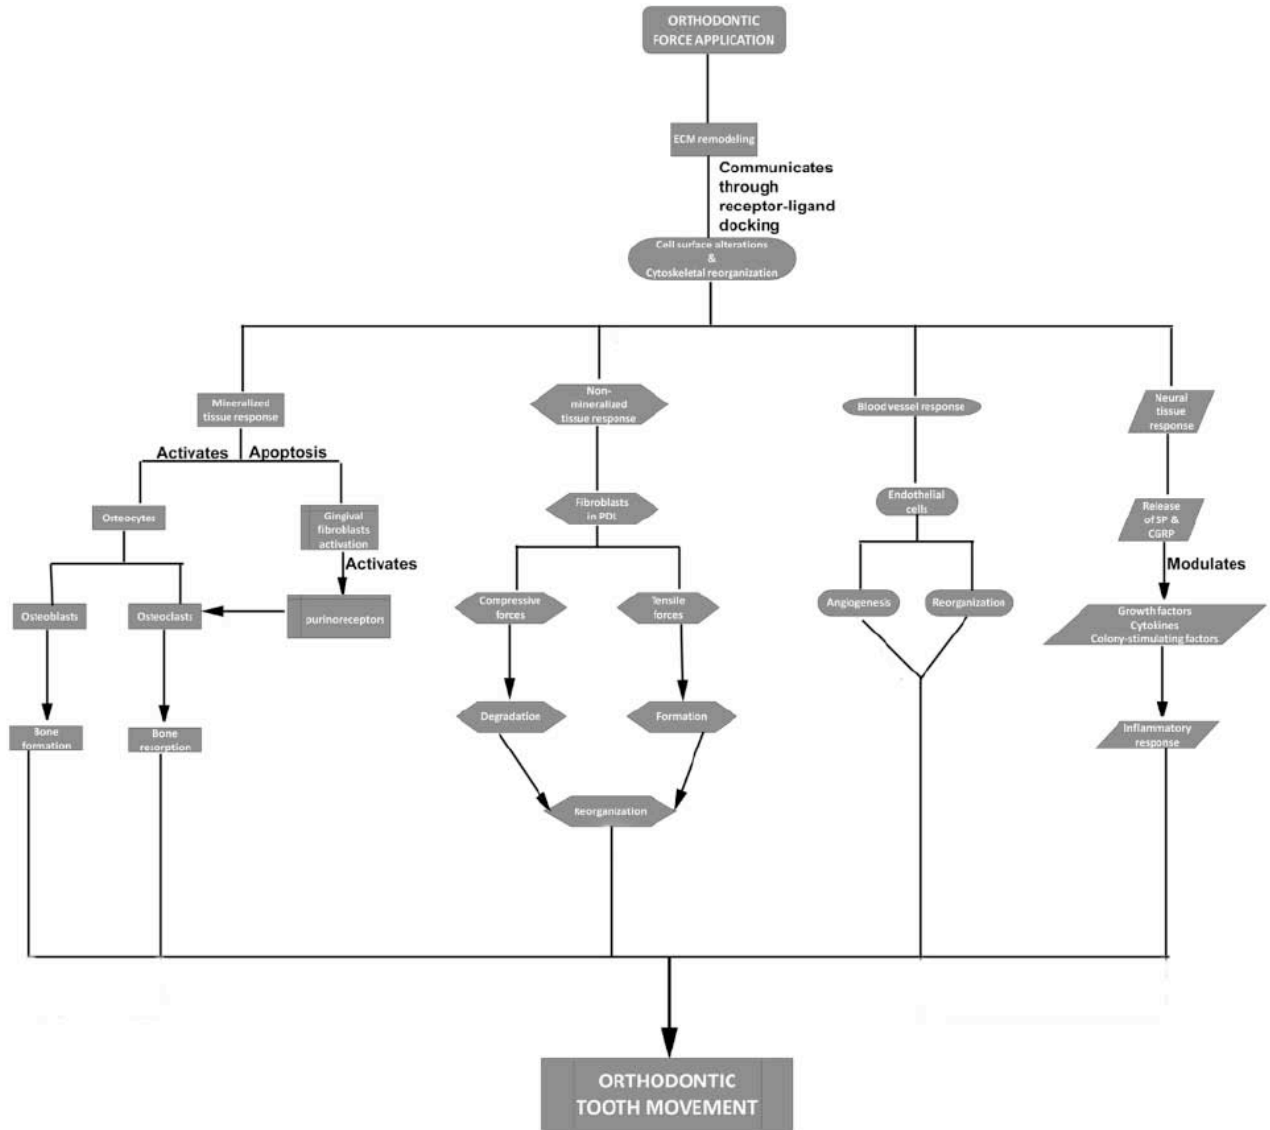 ORTHODONTIC
FORCE APPLICATION
ECM remodeling
Communicates
through
receptor-ligand
docking
Cell surface alterations
&
Cytoskeletal reorganization
Mineralized
tissue response
Non-
mineralized
tissue response
Blood vessel response
Neural
tissue
response
Activates
Apoptosis
Osteocytes
Gingival
fibroblasts
activation
Fibroblasts
in PDL
Endothelial
cells
Release
of SP &
CGRP
Activates
Modulates
Osteoblasts
Osteoclasts
purinoreceptors
Compressive
forces
Tensile
forces
Angiogenesis
Reorganization
Growth factors
Cytokines
Colony-stimulating factors
Bone
formation
Bone
resorption
Degradation
Formation
Inflammatory
response
Reorganization
ORTHODONTIC
TOOTH MOVEMENT